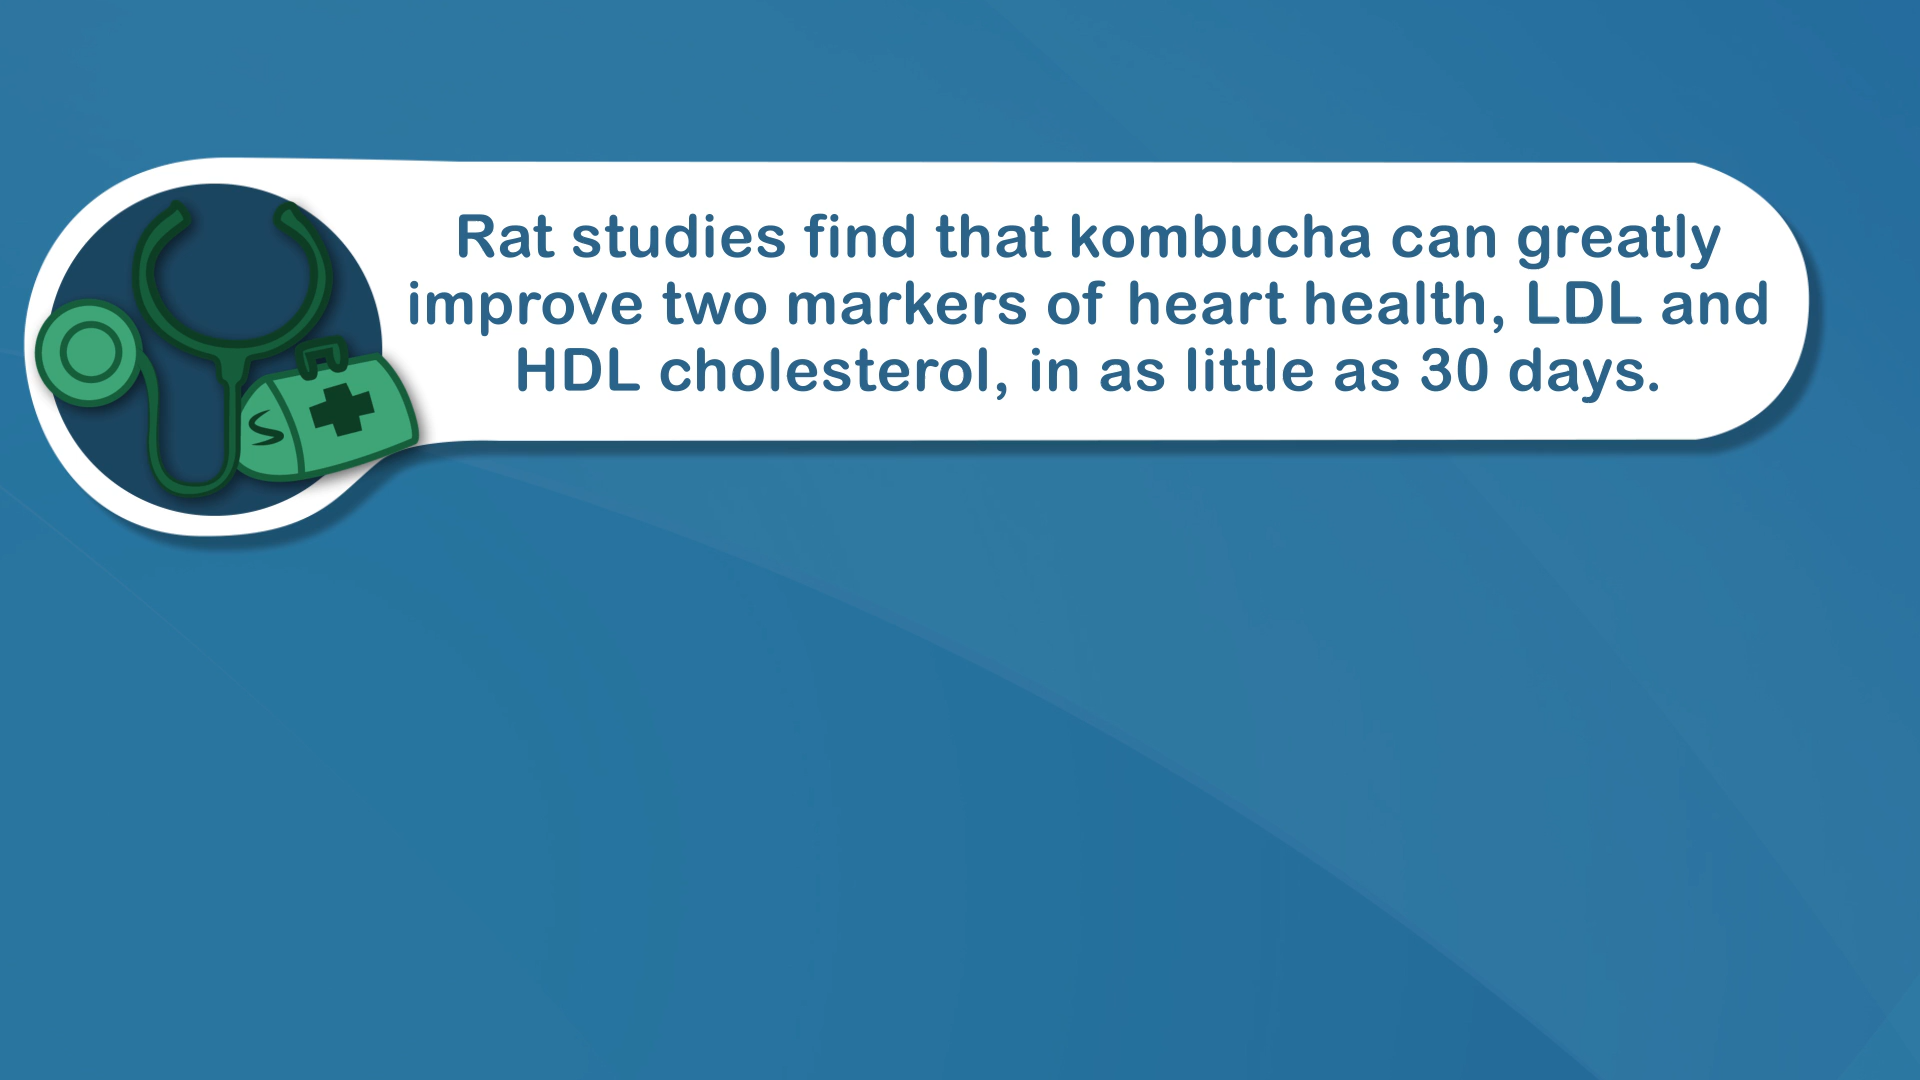 Rat studies find that kombucha can greatly
improve two markers of heart health, LDL and
HDL cholesterol, in as little as 30 days.